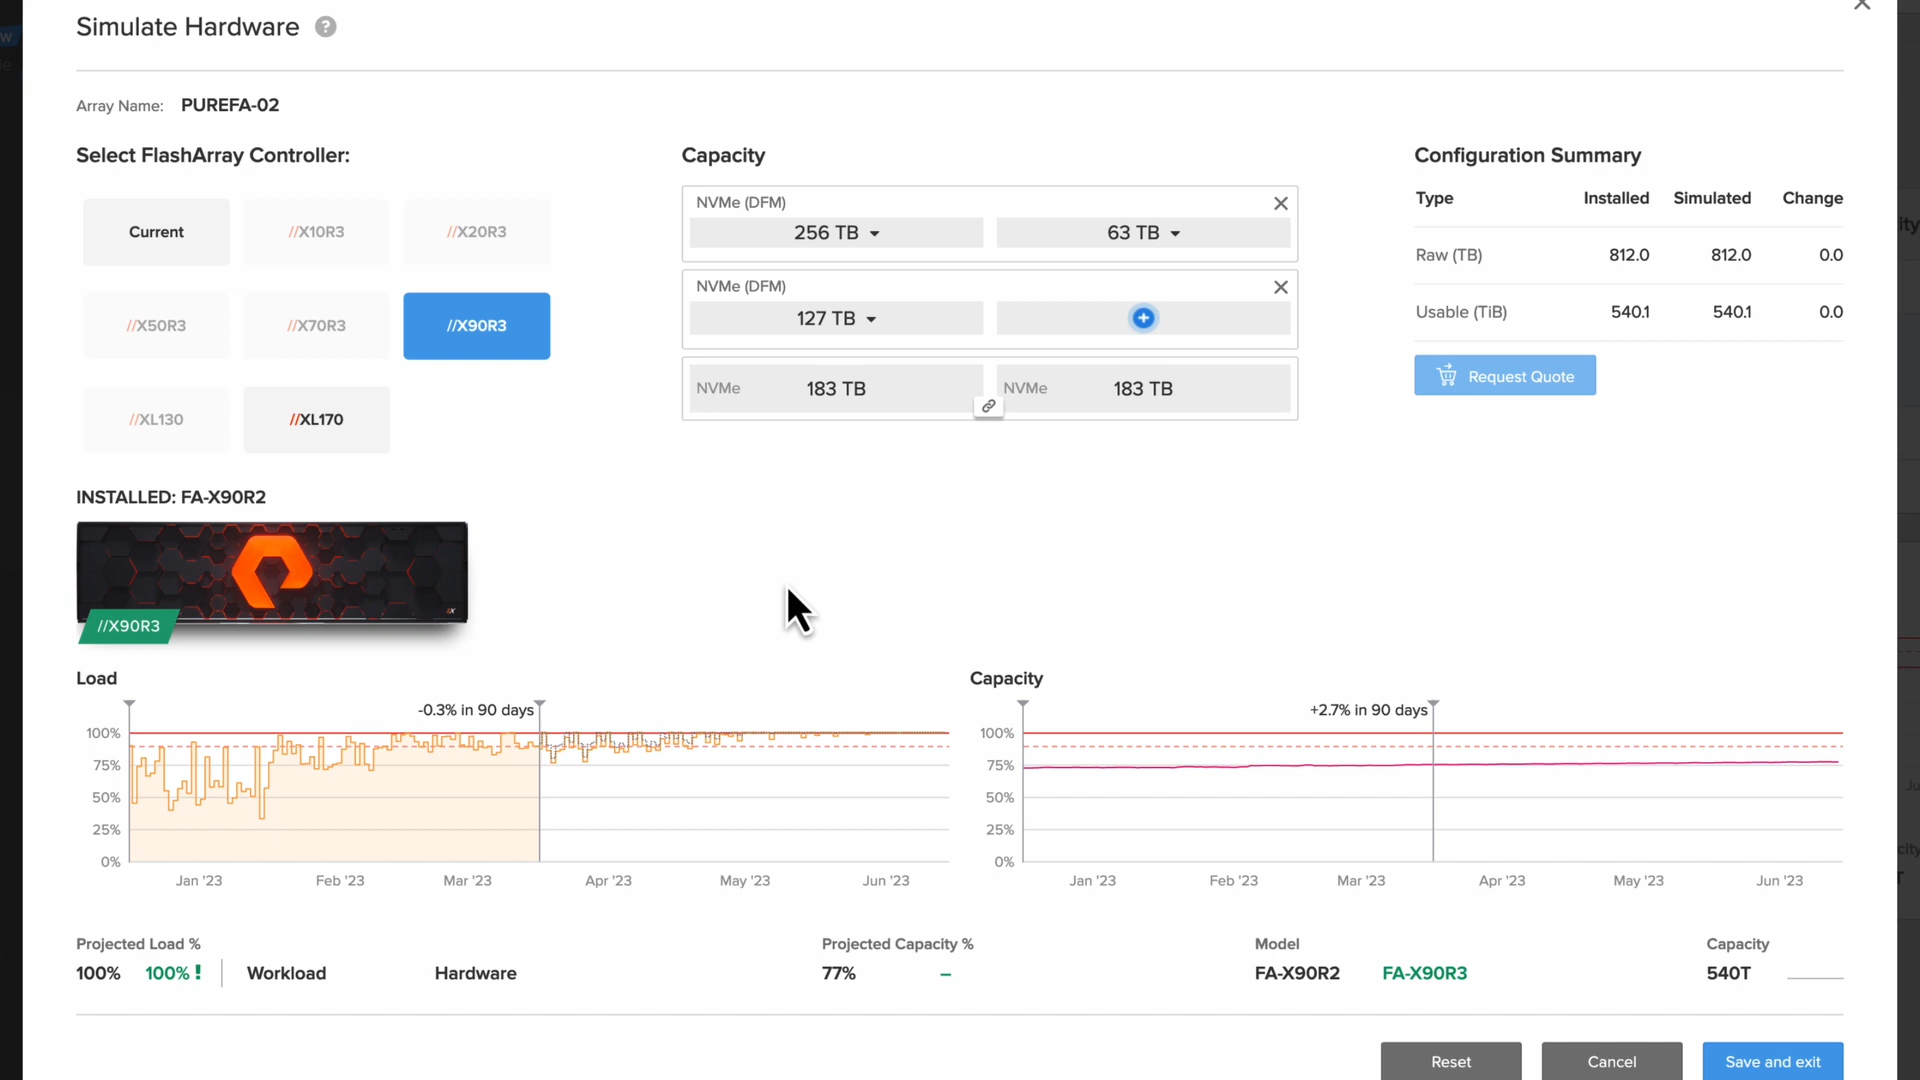 Simulate Hardware ?
Array Name: PUREFA-02
Select FlashArray Controller:
Current
//X10R3
//X20R3
//X50R3
//X70R3
//X90R3
//XL130
//XL170
Capacity
NVMe (DFM)
256 TB
63 TB
NVMe (DFM)
127 TB
NVMe 183 TB
NVMe 183 TB
Configuration Summary
Type Installed Simulated Change
Raw (TB) 812.0 812.0 0.0
Usable (TiB) 540.1 540.1 0.0
Request Quote
INSTALLED: FA-X90R2
//X90R3
Load
-0.3% in 90 days
100%
75%
50%
25%
0%
Jan '23 Feb '23 Mar '23 Apr '23 May '23 Jun '23
Capacity
+2.7% in 90 days
100%
75%
50%
25%
0%
Jan '23 Feb '23 Mar '23 Apr '23 May '23 Jun '23
Projected Load %
100% 100% ! Workload Hardware
Projected Capacity %
77% –
Model
FA-X90R2 FA-X90R3
Capacity
540T
Reset
Cancel
Save and exit